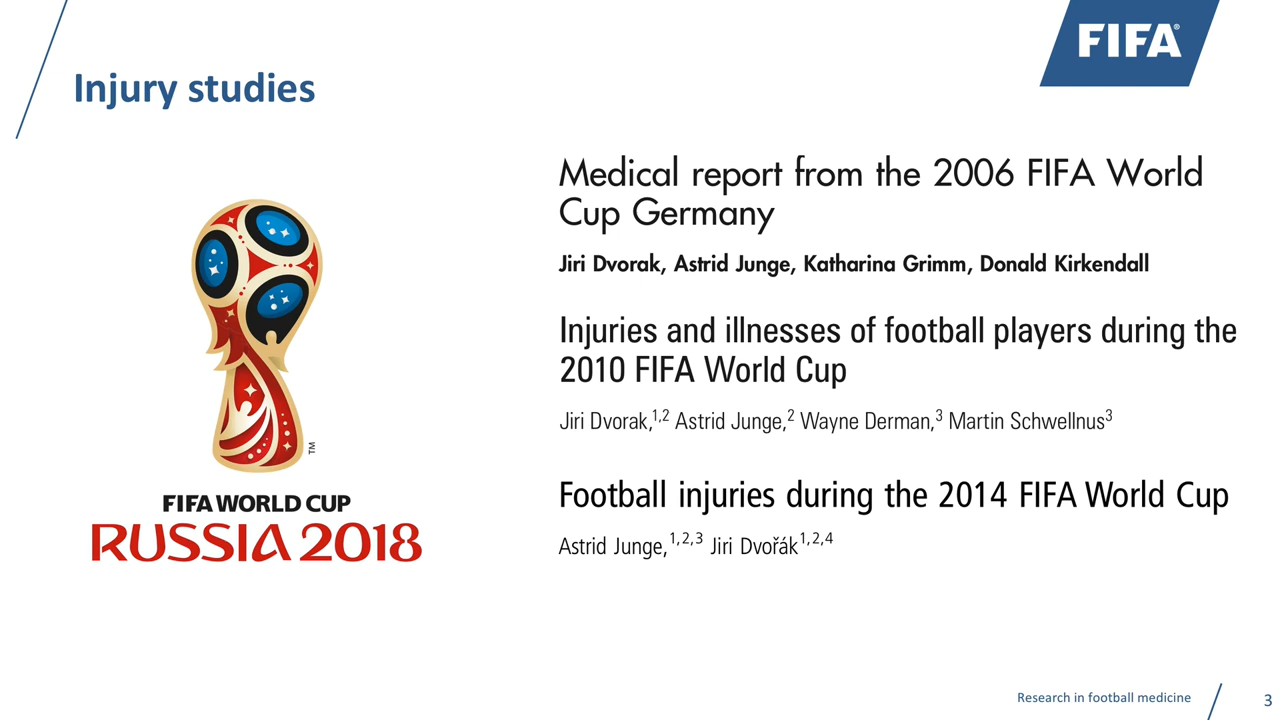 FIFA®
Injury studies
Medical report from the 2006 FIFA World
Cup Germany
Jiri Dvorak, Astrid Junge, Katharina Grimm, Donald Kirkendall
Injuries and illnesses of football players during the
2010 FIFA World Cup
Jiri Dvorak,1,2 Astrid Junge,2 Wayne Derman,3 Martin Schwellnus3
Football injuries during the 2014 FIFA World Cup
Astrid Junge,1,2,3 Jiri Dvořák1,2,4
TM
FIFA WORLD CUP
RUSSIA 2018
Research in football medicine
3